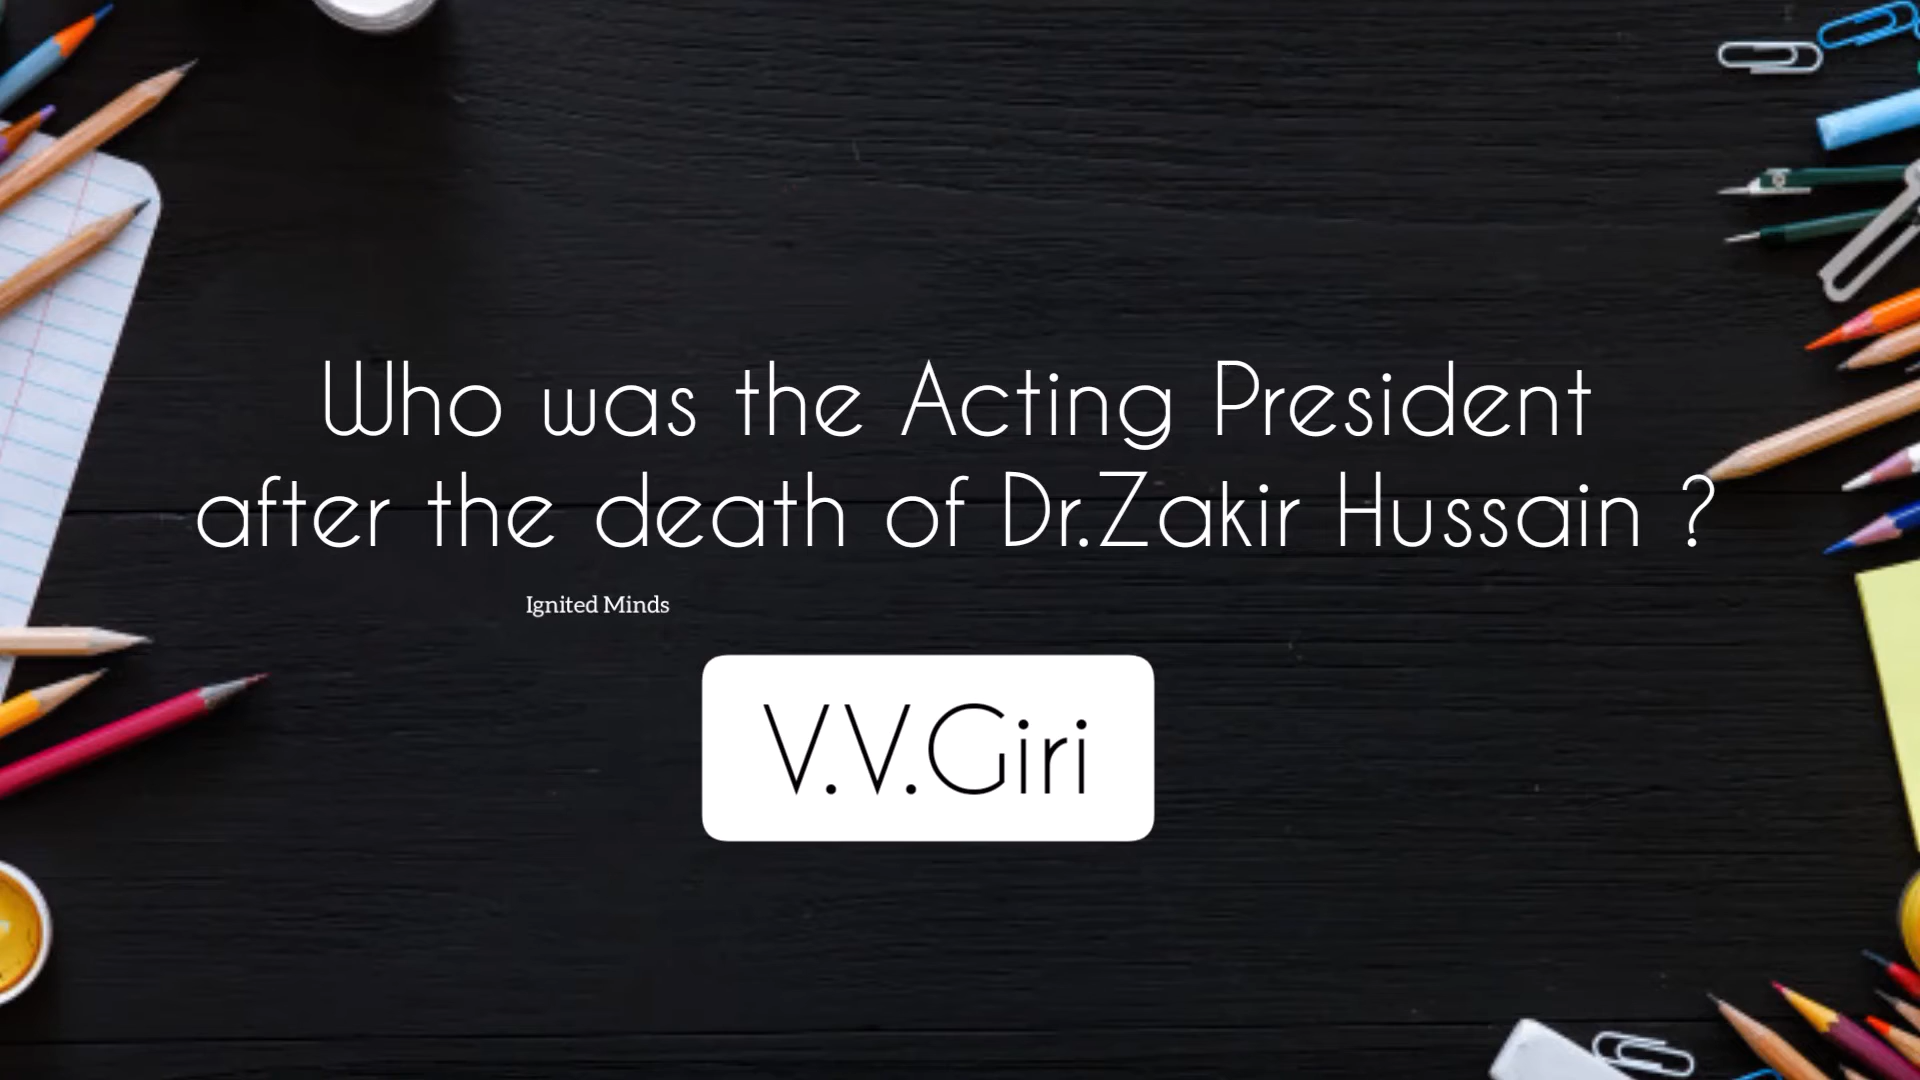 Who was the Acting President
after the death of Dr.Zakir Hussain ?
Ignited Minds
V.V.Giri